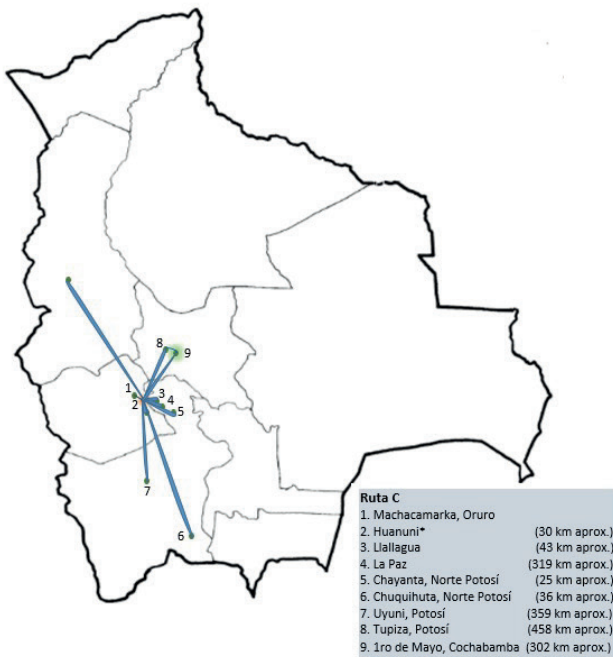 8
9
1
3
2
4
5
7
6
Ruta C
1. Machacamarka, Oruro
2. Huanuni* (30 km aprox.)
3. Llallagua (43 km aprox.)
4. La Paz (319 km aprox.)
5. Chayanta, Norte Potosí (25 km aprox.)
6. Chuquihuta, Norte Potosí (36 km aprox.)
7. Uyuni, Potosí (359 km aprox.)
8. Tupiza, Potosí (458 km aprox.)
9. 1ro de Mayo, Cochabamba (302 km aprox.)